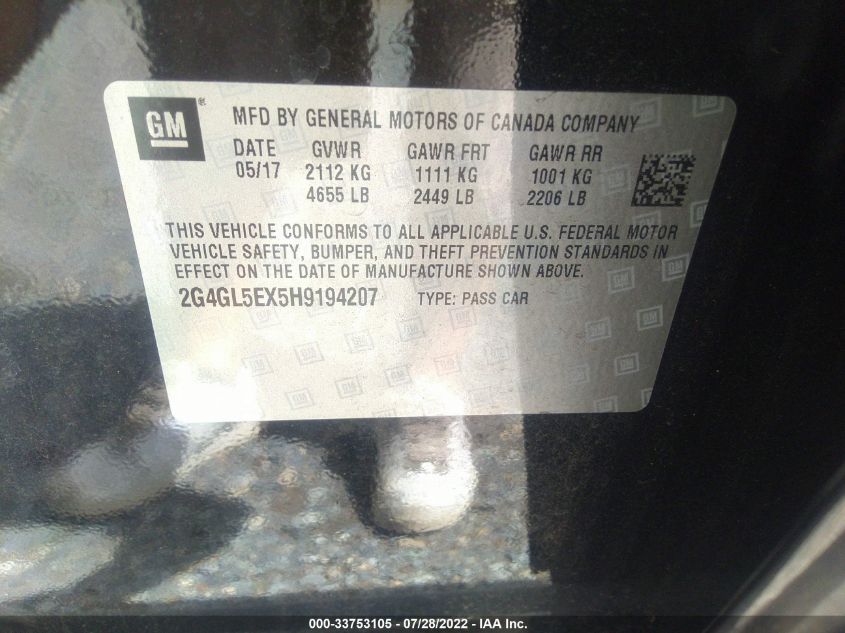 GM ® MFD BY GENERAL MOTORS OF CANADA COMPANY
DATE GVWR GAWR FRT GAWR RR
05/17 2112 KG 1111 KG 1001 KG
4655 LB 2449 LB 2206 LB
THIS VEHICLE CONFORMS TO ALL APPLICABLE U.S. FEDERAL MOTOR
VEHICLE SAFETY, BUMPER, AND THEFT PREVENTION STANDARDS IN
EFFECT ON THE DATE OF MANUFACTURE SHOWN ABOVE.
2G4GL5EX5H9194207 TYPE: PASS CAR
000-33753105 - 07/28/2022 - IAA Inc.